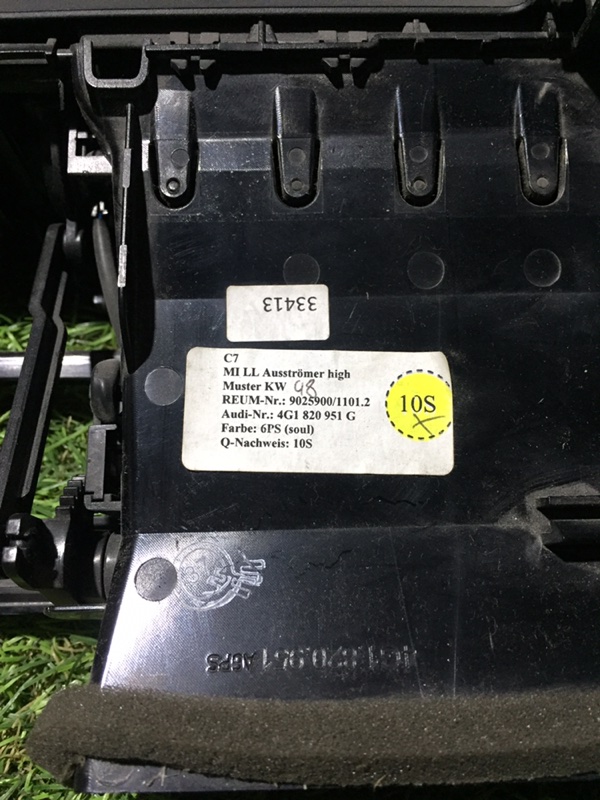 33413
C7
MI LL Ausströmer high
Muster KW 48
REUM-Nr.: 9025900/1101.2
Audi-Nr.: 4G1 820 951 G
Farbe: 6PS (soul)
Q-Nachweis: 10S
10S